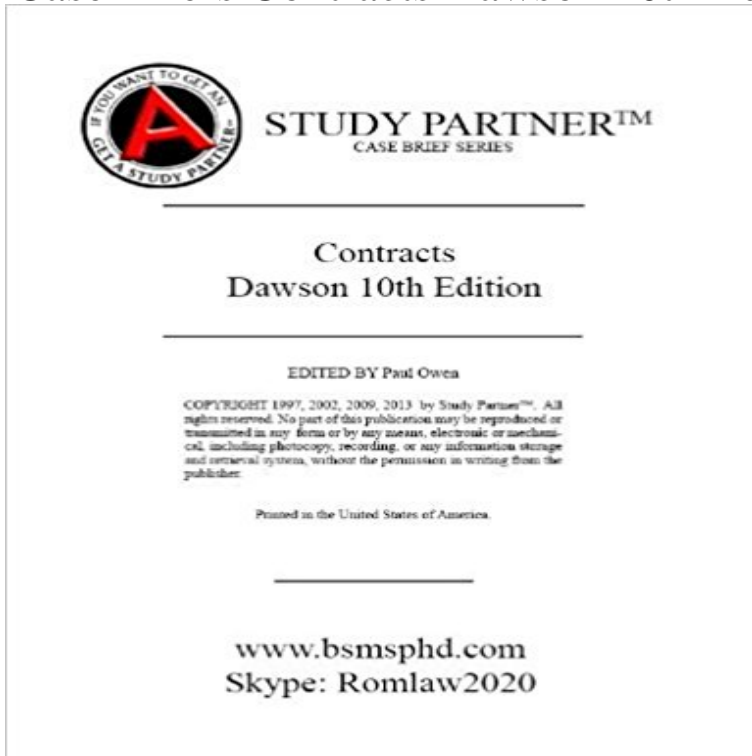 IF YOU WANT TO GET AN
A
GET A STUDY PARTNER™
STUDY PARTNER™
CASE BRIEF SERIES
Contracts
Dawson 10th Edition
EDITED BY Paul Owen
COPYRIGHT 1997, 2002, 2009, 2013 by Study Partner™. All
rights reserved. No part of this publication may be reproduced or
transmitted in any form or by any means, electronic or mechani-
cal, including photocopy, recording, or any information storage
and retrieval system, without the permission in writing from the
publisher.
Printed in the United States of America.
www.bsmsphd.com
Skype: Romlaw2020